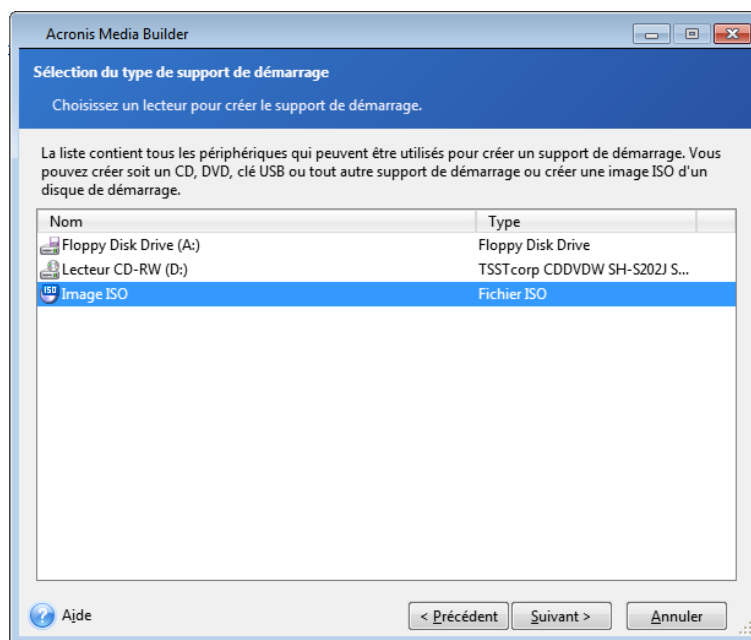 Acronis Media Builder
Sélection du type de support de démarrage
Choisissez un lecteur pour créer le support de démarrage.
La liste contient tous les périphériques qui peuvent être utilisés pour créer un support de démarrage. Vous
pouvez créer soit un CD, DVD, clé USB ou tout autre support de démarrage ou créer une image ISO d'un
disque de démarrage.
Nom Type
Floppy Disk Drive (A:) Floppy Disk Drive
Lecteur CD-RW (D:) TSSTcorp CDDVDW SH-S202J S...
ISO Image ISO Fichier ISO
Aide < Précédent Suivant > Annuler